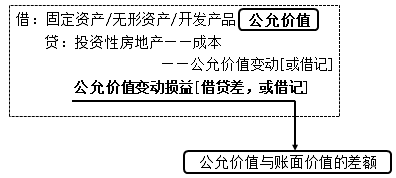 借：固定资产/无形资产/开发产品 公允价值
贷：投资性房地产——成本
——公允价值变动[或借记]
公允价值变动损益[借贷差，或借记]
公允价值与账面价值的差额